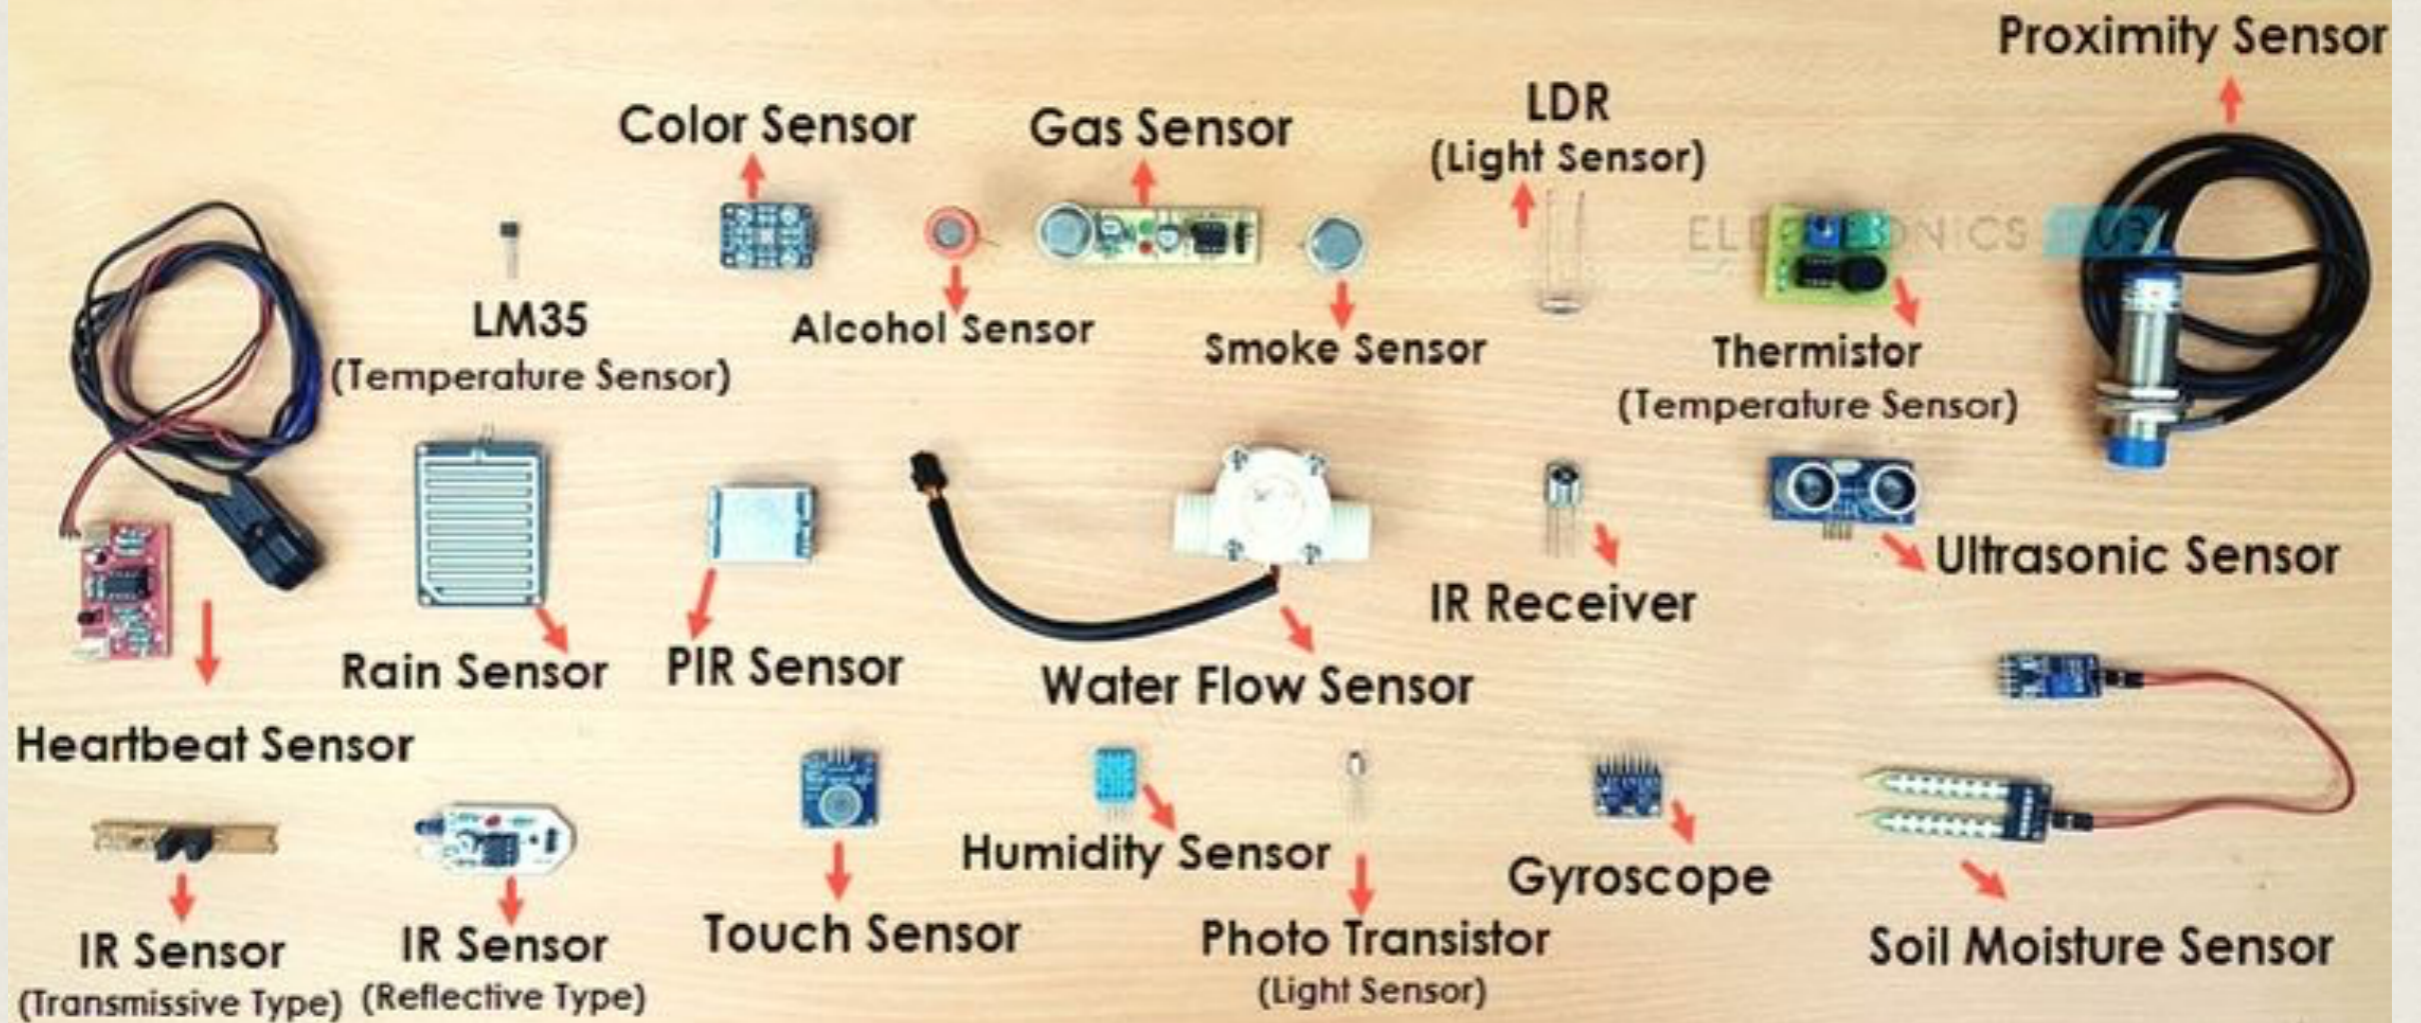 Proximity Sensor
Color Sensor
Gas Sensor
LDR
(Light Sensor)
LM35
(Temperature Sensor)
Alcohol Sensor
Smoke Sensor
Thermistor
(Temperature Sensor)
Heartbeat Sensor
Rain Sensor
PIR Sensor
Water Flow Sensor
IR Receiver
Ultrasonic Sensor
IR Sensor
(Transmissive Type)
IR Sensor
(Reflective Type)
Touch Sensor
Humidity Sensor
Photo Transistor
(Light Sensor)
Gyroscope
Soil Moisture Sensor